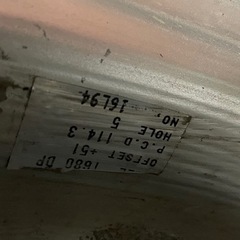 1680 DP
OFFSET +51
P.C.D 114.3
HOLE 5
NO. 16L94